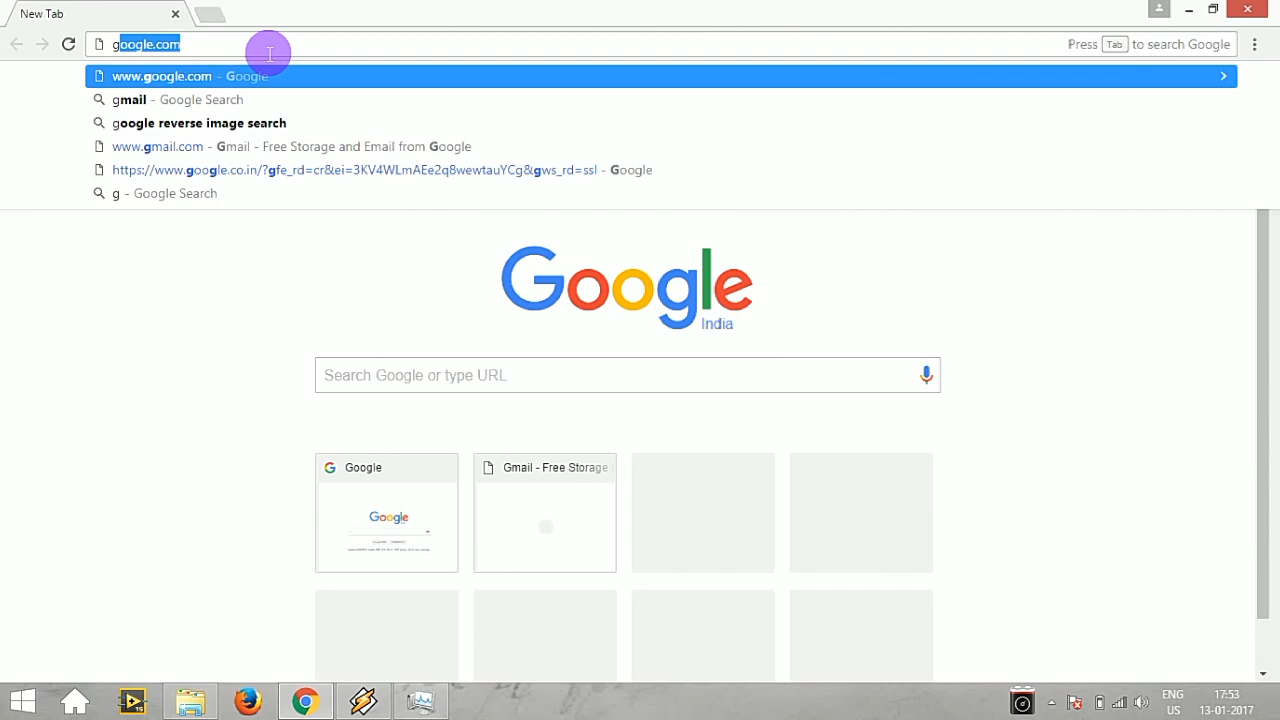 New Tab
google.com
Press Tab to search Google
www.google.com - Google
gmail - Google Search
google reverse image search
www.gmail.com - Gmail - Free Storage and Email from Google
https://www.google.co.in/?gfe_rd=cr&ei=3KV4WLmAEe2q8wewtauYCg&gws_rd=ssl - Google
g - Google Search
Google
India
Search Google or type URL
Google
Gmail - Free Storage
Google
ENG
US
17:53
13-01-2017